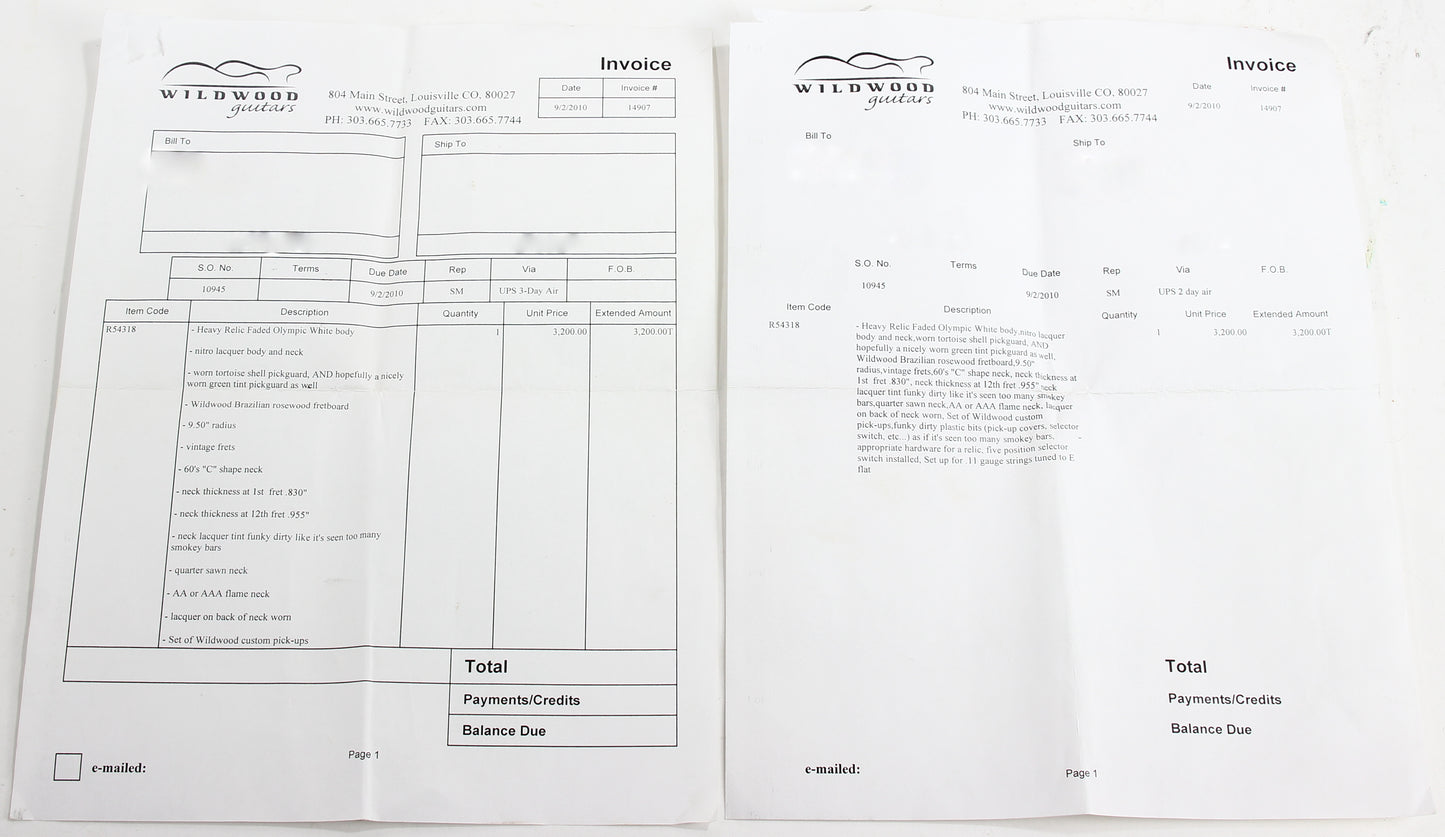 WILDWOOD
guitars
804 Main Street, Louisville CO, 80027
www.wildwoodguitars.com
PH: 303.665.7733 FAX: 303.665.7744
Invoice
Date Invoice #
9/2/2010 14907
Bill To
Ship To
S.O. No. Terms Due Date Rep Via F.O.B.
10945 9/2/2010 SM UPS 3-Day Air
Item Code Description Quantity Unit Price Extended Amount
R54318 - Heavy Relic Faded Olympic White body 1 3,200.00 3,200.00T
- nitro lacquer body and neck
- worn tortoise shell pickguard, AND hopefully a nicely
worn green tint pickguard as well
- Wildwood Brazilian rosewood fretboard
- 9.50" radius
- vintage frets
- 60's "C" shape neck
- neck thickness at 1st fret .830"
- neck thickness at 12th fret .955"
- neck lacquer tint funky dirty like it's seen too many
smokey bars
- quarter sawn neck
- AA or AAA flame neck
- lacquer on back of neck worn
- Set of Wildwood custom pick-ups
Total
Payments/Credits
Balance Due
Page 1
e-mailed:
WILDWOOD
guitars
804 Main Street, Louisville CO, 80027
www.wildwoodguitars.com
PH: 303.665.7733 FAX: 303.665.7744
Invoice
Date Invoice #
9/2/2010 14907
Bill To
Ship To
S.O. No. Terms Due Date Rep Via F.O.B.
10945 9/2/2010 SM UPS 2 day air
Item Code Description Quantity Unit Price Extended Amount
R54318 - Heavy Relic Faded Olympic White body,nitro lacquer 1 3,200.00 3,200.00T
body and neck,worn tortoise shell pickguard, AND
hopefully a nicely worn green tint pickguard as well,
Wildwood Brazilian rosewood fretboard,9.50"
radius,vintage frets,60's "C" shape neck, neck thickness at
1st fret .830", neck thickness at 12th fret .955" neck
lacquer tint funky dirty like it's seen too many smokey
bars,quarter sawn neck,AA or AAA flame neck, lacquer
on back of neck worn, Set of Wildwood custom
pick-ups,funky dirty plastic bits (pick-up covers, selector
switch, etc...) as if it's seen too many smokey bars, -
appropriate hardware for a relic, five position selector
switch installed, Set up for .11 gauge strings tuned to E
flat
Total
Payments/Credits
Balance Due
e-mailed:
Page 1